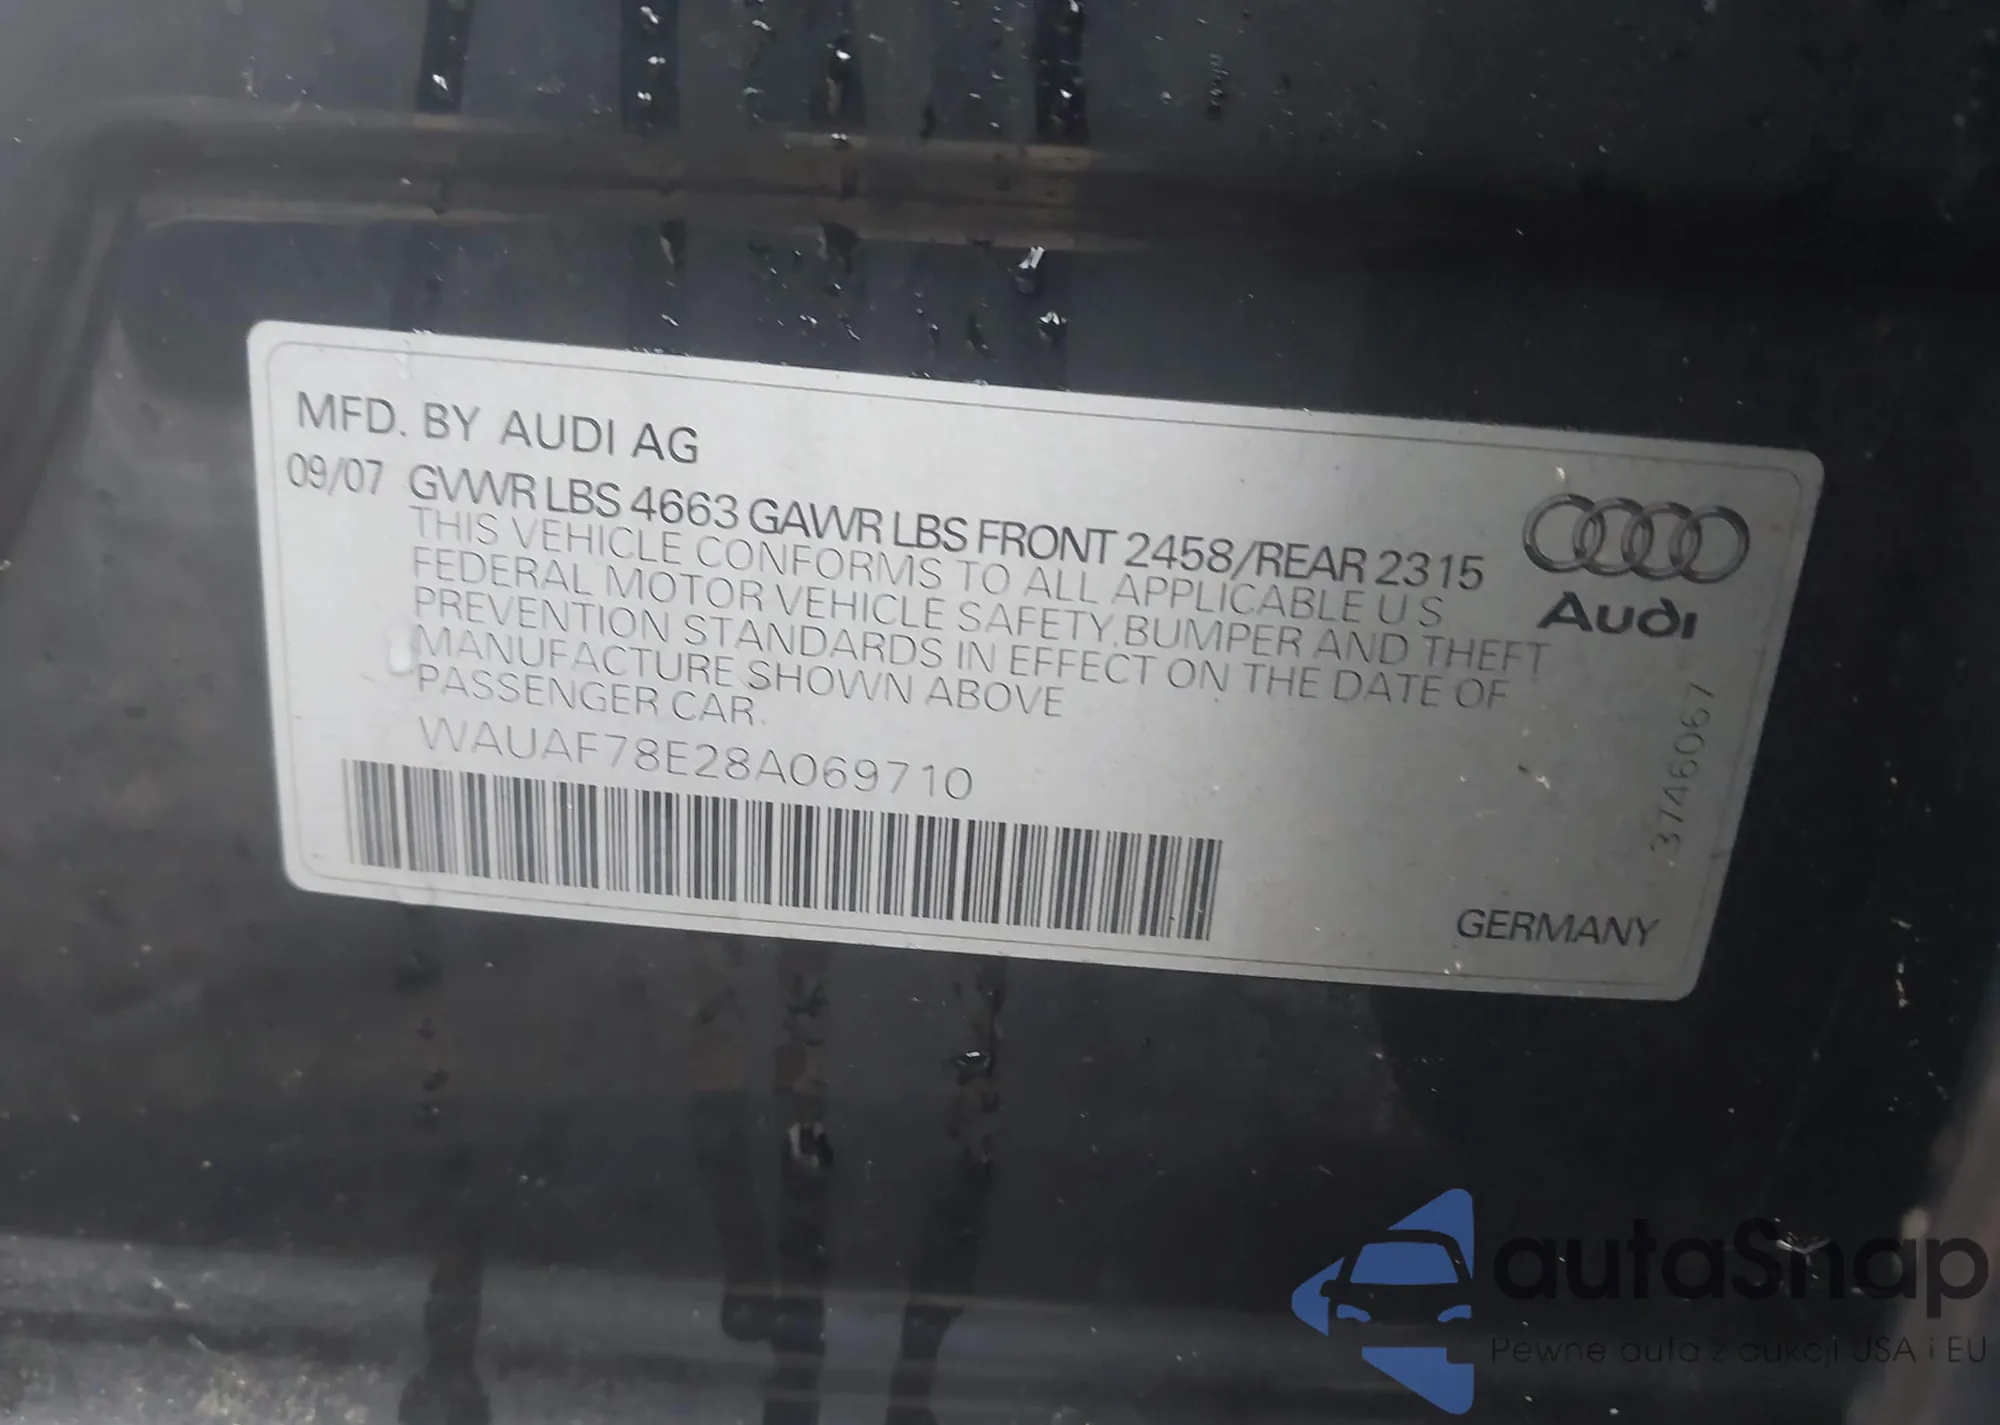 MFD. BY AUDI AG
09/07 GVWR LBS 4663 GAWR LBS FRONT 2458/REAR 2315
THIS VEHICLE CONFORMS TO ALL APPLICABLE U S
FEDERAL MOTOR VEHICLE SAFETY,BUMPER AND THEFT
PREVENTION STANDARDS IN EFFECT ON THE DATE OF
MANUFACTURE SHOWN ABOVE
PASSENGER CAR.
WAUAF78E28A069710
Audi
3746067
GERMANY
autaSnap
Pewne auta z aukcji USA i EU